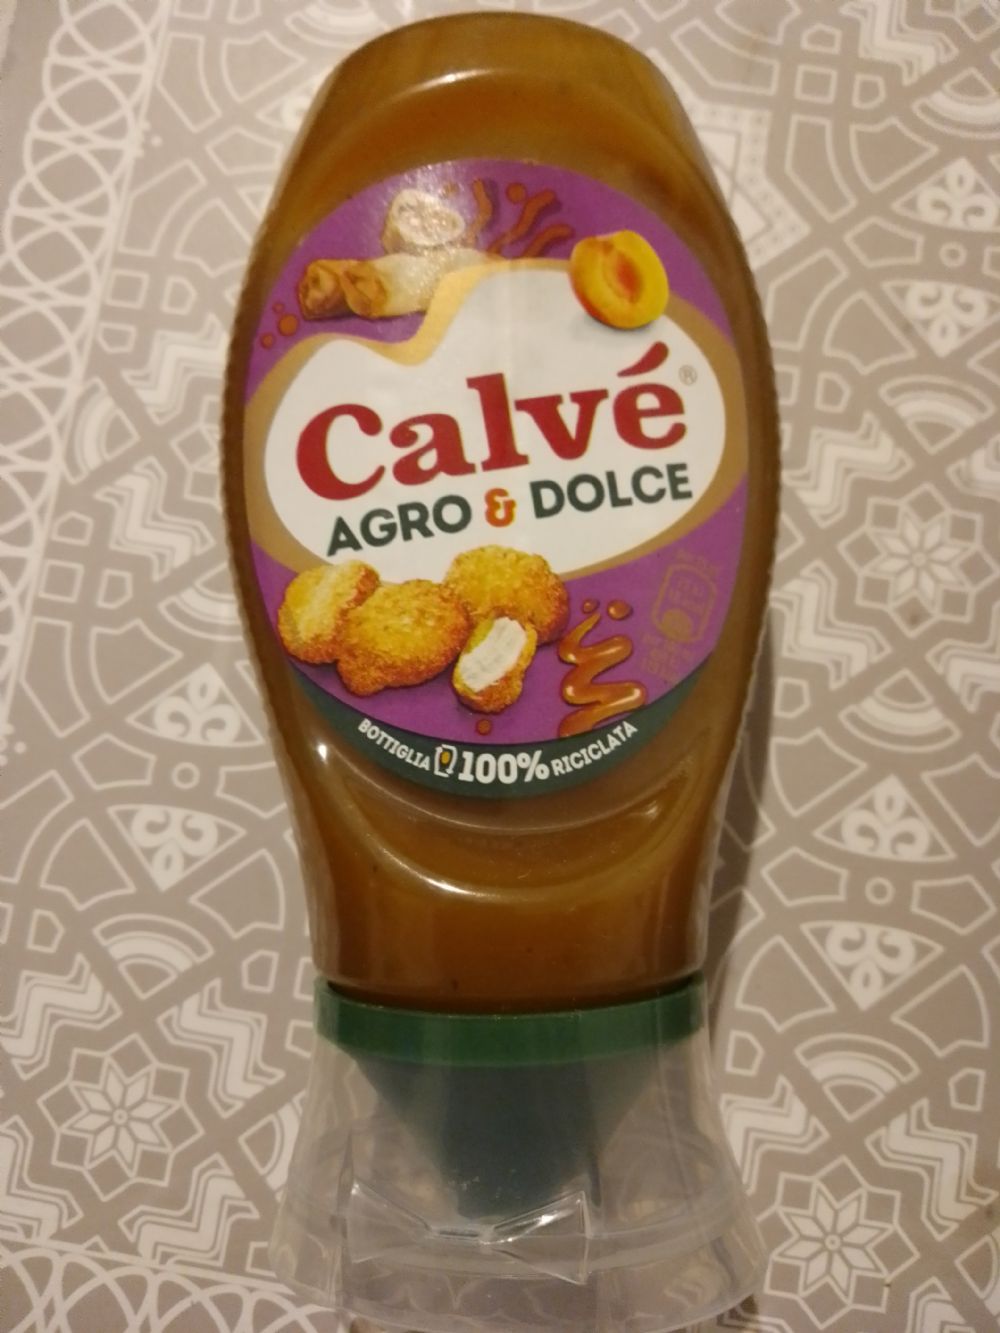 Calvé®
AGRO & DOLCE
BOTTIGLIA 100% RICICLATA